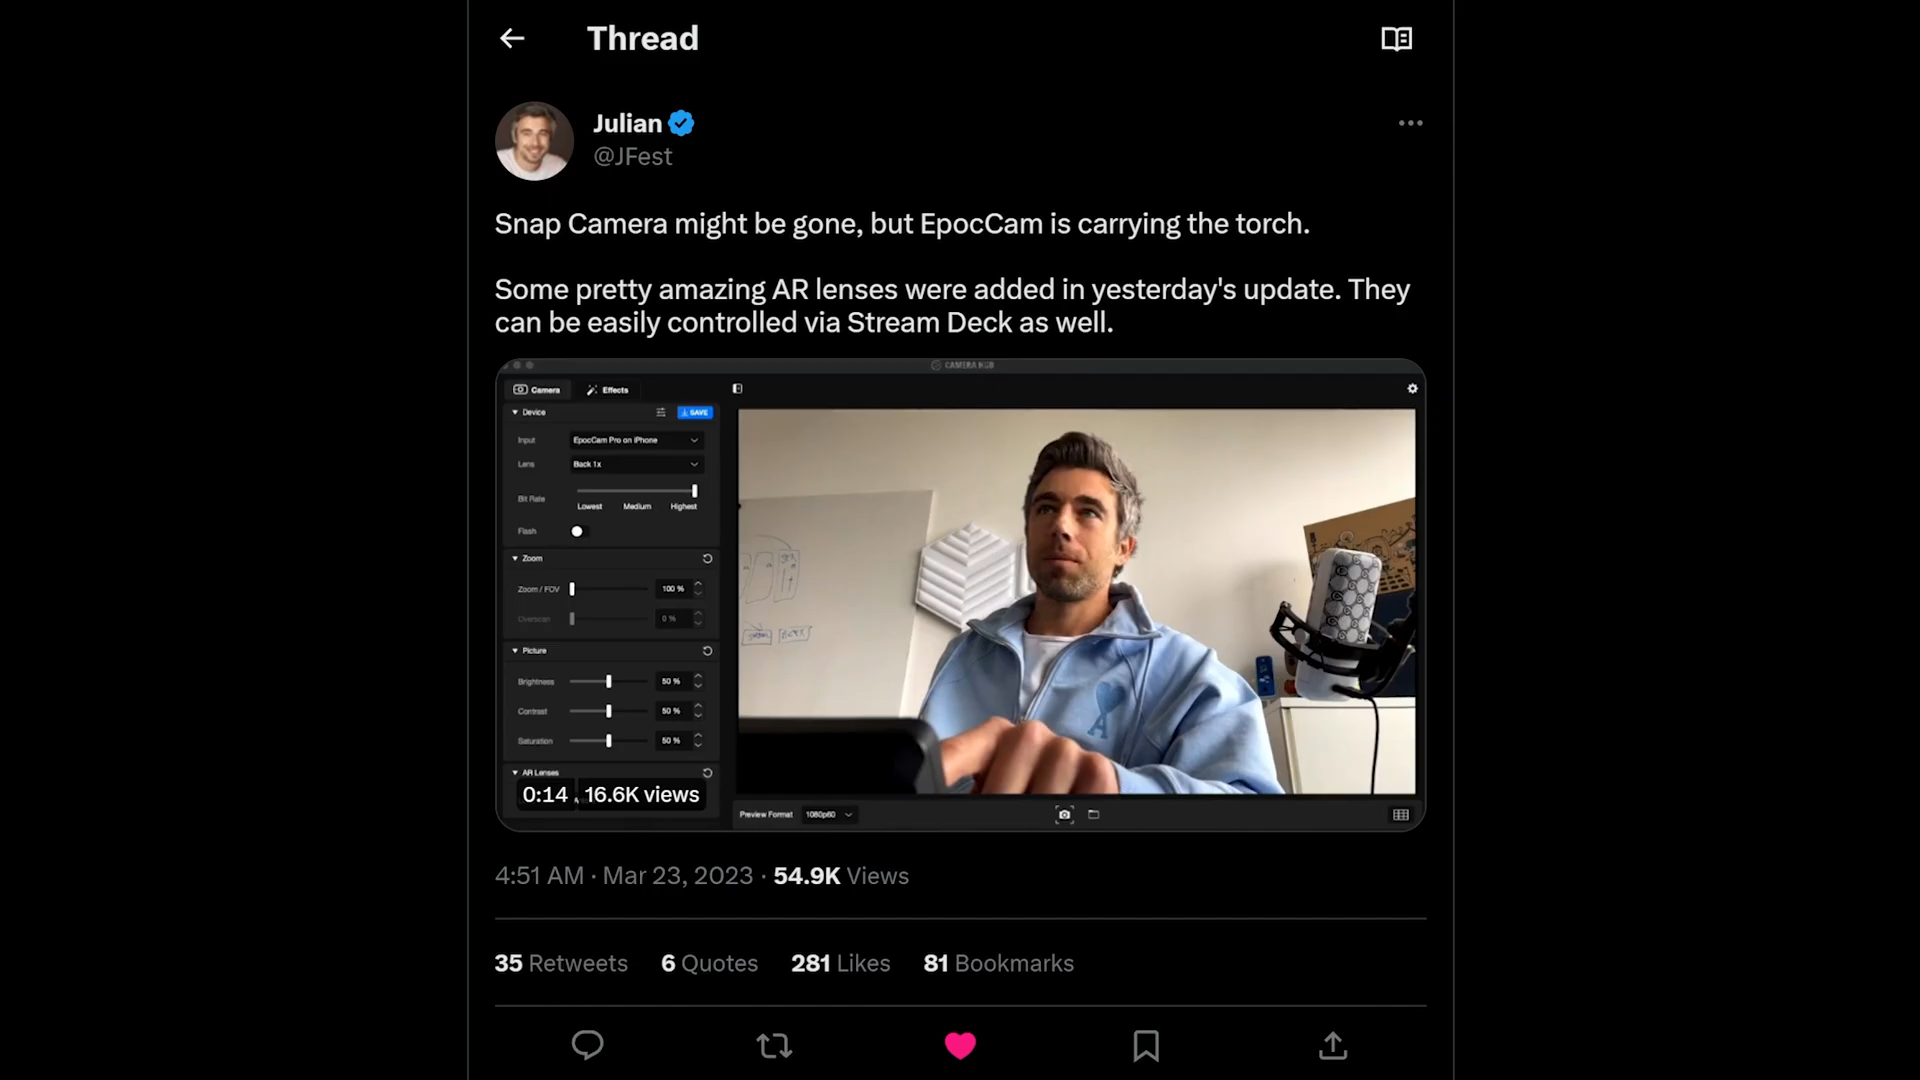 Thread
Julian
@JFest
Snap Camera might be gone, but EpocCam is carrying the torch.
Some pretty amazing AR lenses were added in yesterday's update. They
can be easily controlled via Stream Deck as well.
CAMERA HUB
Camera
Effects
Device
SAVE
Input
EpocCam Pro on iPhone
Lens
Back 1x
Bit Rate
Lowest
Medium
Highest
Flash
Zoom
Zoom / FOV
100 %
Overscan
0 %
Picture
Brightness
50 %
Contrast
50 %
Saturation
50 %
AR Lenses
0:14
16.6K views
Preview Format
1080p60
4:51 AM · Mar 23, 2023 · 54.9K Views
35 Retweets 6 Quotes 281 Likes 81 Bookmarks